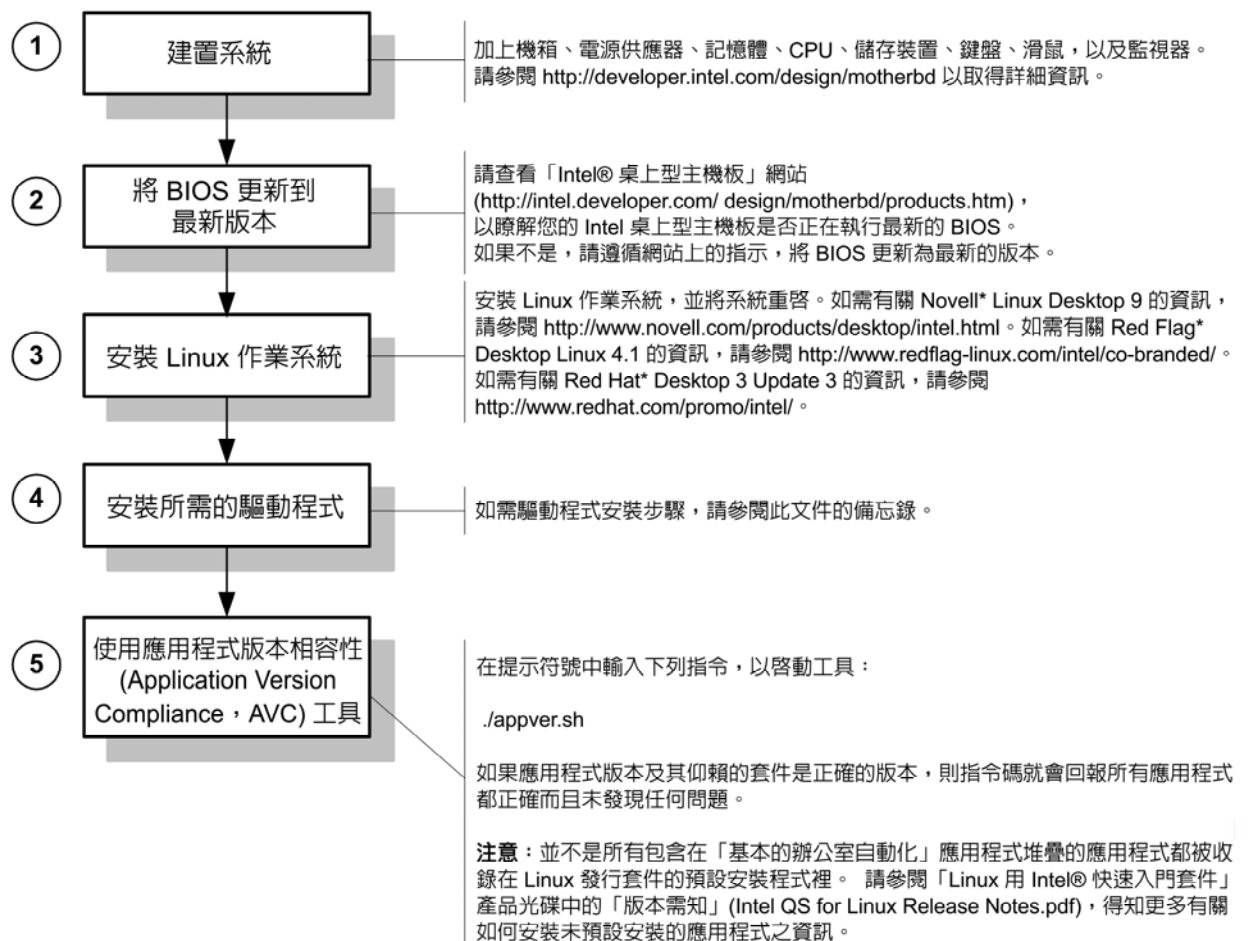 1
建置系統
加上機箱、電源供應器、記憶體、CPU、儲存裝置、鍵盤、滑鼠，以及監視器。
請參閱 http://developer.intel.com/design/motherbd 以取得詳細資訊。
2
將 BIOS 更新到
最新版本
請查看「Intel® 桌上型主機板」網站
(http://intel.developer.com/ design/motherbd/products.htm)，
以瞭解您的 Intel 桌上型主機板是否正在執行最新的 BIOS。
如果不是，請遵循網站上的指示，將 BIOS 更新為最新的版本。
3
安裝 Linux 作業系統
安裝 Linux 作業系統，並將系統重啓。如需有關 Novell* Linux Desktop 9 的資訊，
請參閱 http://www.novell.com/products/desktop/intel.html。如需有關 Red Flag*
Desktop Linux 4.1 的資訊，請參閱 http://www.redflag-linux.com/intel/co-branded/。
如需有關 Red Hat* Desktop 3 Update 3 的資訊，請參閱
http://www.redhat.com/promo/intel/。
4
安裝所需的驅動程式
如需驅動程式安裝步驟，請參閱此文件的備忘錄。
5
使用應用程式版本相容性
(Application Version
Compliance，AVC) 工具
在提示符號中輸入下列指令，以啓動工具：
./appver.sh
如果應用程式版本及其仰賴的套件是正確的版本，則指令碼就會回報所有應用程式
都正確而且未發現任何問題。
注意：並不是所有包含在「基本的辦公室自動化」應用程式堆疊的應用程式都被收
錄在 Linux 發行套件的預設安裝程式裡。 請參閱「Linux 用 Intel® 快速入門套件」
產品光碟中的「版本需知」(Intel QS for Linux Release Notes.pdf)，得知更多有關
如何安裝未預設安裝的應用程式之資訊。